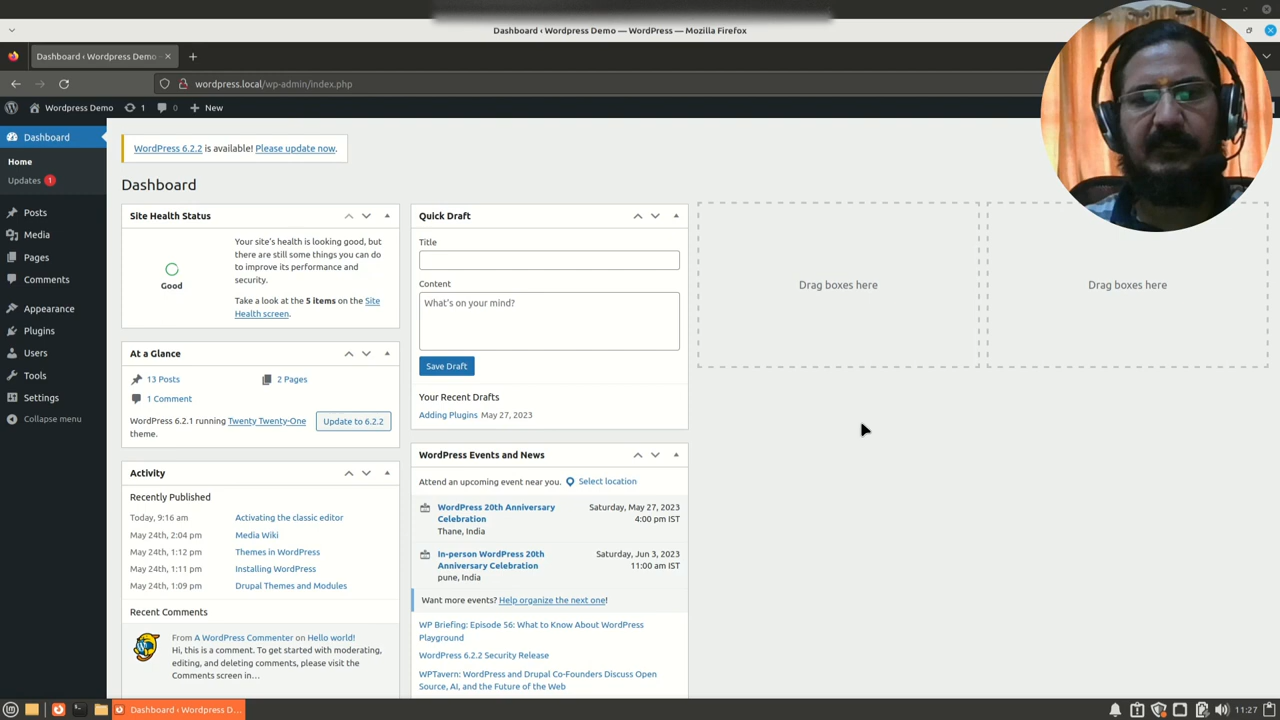 Dashboard ‹ Wordpress Demo — WordPress — Mozilla Firefox
Dashboard ‹ Wordpress Demo —
wordpress.local/wp-admin/index.php
Wordpress Demo 1 0 New
Dashboard
Home
Updates 1
Posts
Media
Pages
Comments
Appearance
Plugins
Users
Tools
Settings
Collapse menu
WordPress 6.2.2 is available! Please update now.
Dashboard
Site Health Status
Good
Your site's health is looking good, but
there are still some things you can do
to improve its performance and
security.
Take a look at the 5 items on the Site
Health screen.
At a Glance
13 Posts
2 Pages
1 Comment
WordPress 6.2.1 running Twenty Twenty-One
theme.
Update to 6.2.2
Activity
Recently Published
Today, 9:16 am Activating the classic editor
May 24th, 2:04 pm Media Wiki
May 24th, 1:12 pm Themes in WordPress
May 24th, 1:11 pm Installing WordPress
May 24th, 1:09 pm Drupal Themes and Modules
Recent Comments
From A WordPress Commenter on Hello world!
Hi, this is a comment. To get started with moderating,
editing, and deleting comments, please visit the
Comments screen in…
Quick Draft
Title
Content
What's on your mind?
Save Draft
Your Recent Drafts
Adding Plugins May 27, 2023
WordPress Events and News
Attend an upcoming event near you. Select location
WordPress 20th Anniversary
Celebration
Thane, India
Saturday, May 27, 2023
4:00 pm IST
In-person WordPress 20th
Anniversary Celebration
pune, India
Saturday, Jun 3, 2023
11:00 am IST
Want more events? Help organize the next one!
WP Briefing: Episode 56: What to Know About WordPress
Playground
WordPress 6.2.2 Security Release
WPTavern: WordPress and Drupal Co-Founders Discuss Open
Source, AI, and the Future of the Web
Drag boxes here
Drag boxes here
Dashboard ‹ Wordpress D...
11:27